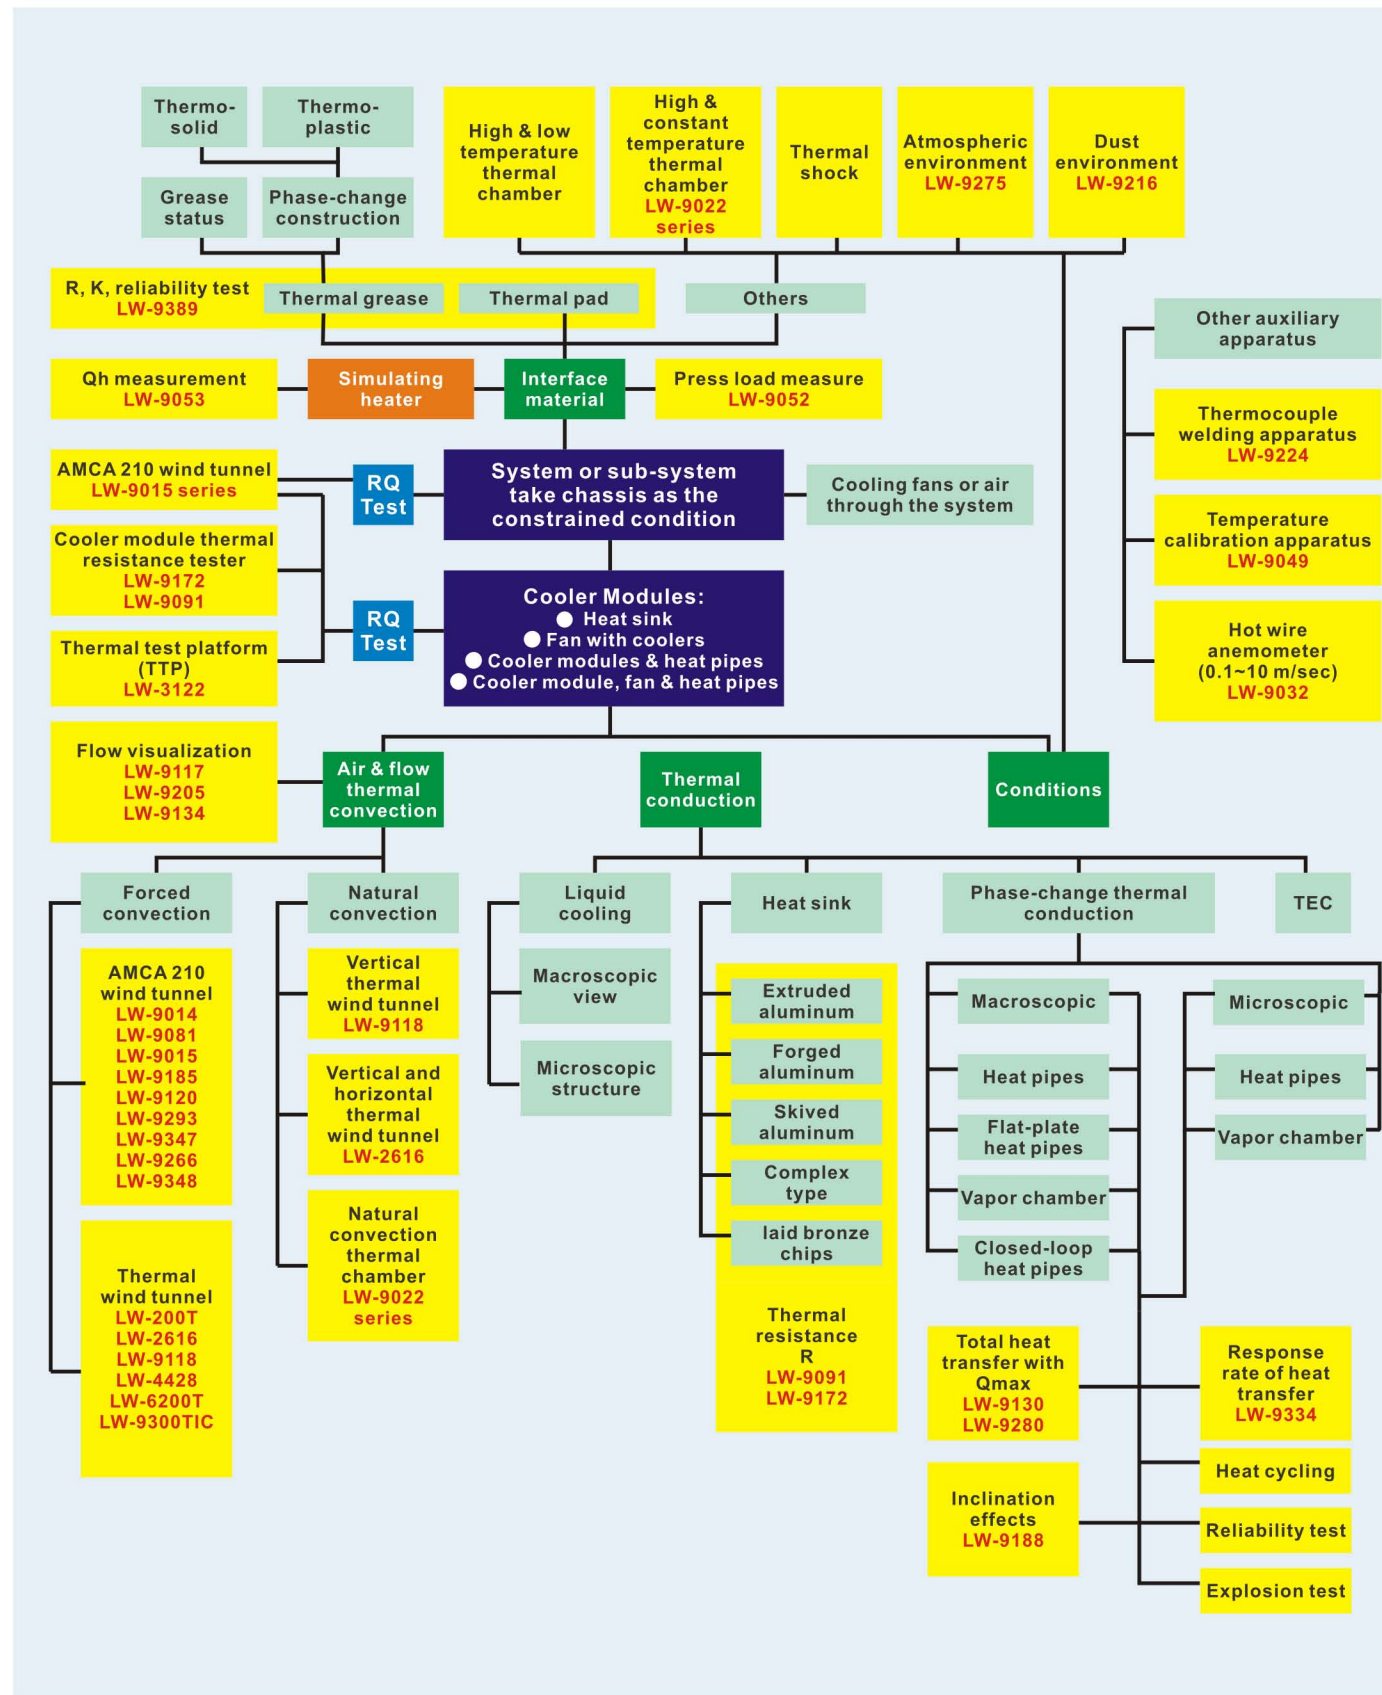 Thermo-
solid
Thermo-
plastic
High & low
temperature
thermal
chamber
High &
constant
temperature
thermal
chamber
LW-9022
series
Thermal
shock
Atmospheric
environment
LW-9275
Dust
environment
LW-9216
Grease
status
Phase-change
construction
R, K, reliability test
LW-9389
Thermal grease
Thermal pad
Others
Other auxiliary
apparatus
Qh measurement
LW-9053
Simulating
heater
Interface
material
Press load measure
LW-9052
Thermocouple
welding apparatus
LW-9224
AMCA 210 wind tunnel
LW-9015 series
RQ
Test
System or sub-system
take chassis as the
constrained condition
Cooling fans or air
through the system
Temperature
calibration apparatus
LW-9049
Cooler module thermal
resistance tester
LW-9172
LW-9091
RQ
Test
Cooler Modules:
● Heat sink
● Fan with coolers
● Cooler modules & heat pipes
● Cooler module, fan & heat pipes
Thermal test platform
(TTP)
LW-3122
Hot wire
anemometer
(0.1~10 m/sec)
LW-9032
Flow visualization
LW-9117
LW-9205
LW-9134
Air & flow
thermal
convection
Thermal
conduction
Conditions
Forced
convection
Natural
convection
Liquid
cooling
Heat sink
Phase-change thermal
conduction
TEC
AMCA 210
wind tunnel
LW-9014
LW-9081
LW-9015
LW-9185
LW-9120
LW-9293
LW-9347
LW-9266
LW-9348
Thermal
wind tunnel
LW-200T
LW-2616
LW-9118
LW-4428
LW-6200T
LW-9300TIC
Vertical
thermal
wind tunnel
LW-9118
Vertical and
horizontal
thermal
wind tunnel
LW-2616
Natural
convection
thermal
chamber
LW-9022
series
Macroscopic
view
Microscopic
structure
Extruded
aluminum
Forged
aluminum
Skived
aluminum
Complex
type
laid bronze
chips
Thermal
resistance
R
LW-9091
LW-9172
Macroscopic
Heat pipes
Flat-plate
heat pipes
Vapor chamber
Closed-loop
heat pipes
Microscopic
Heat pipes
Vapor chamber
Total heat
transfer with
Qmax
LW-9130
LW-9280
Response
rate of heat
transfer
LW-9334
Heat cycling
Inclination
effects
LW-9188
Reliability test
Explosion test